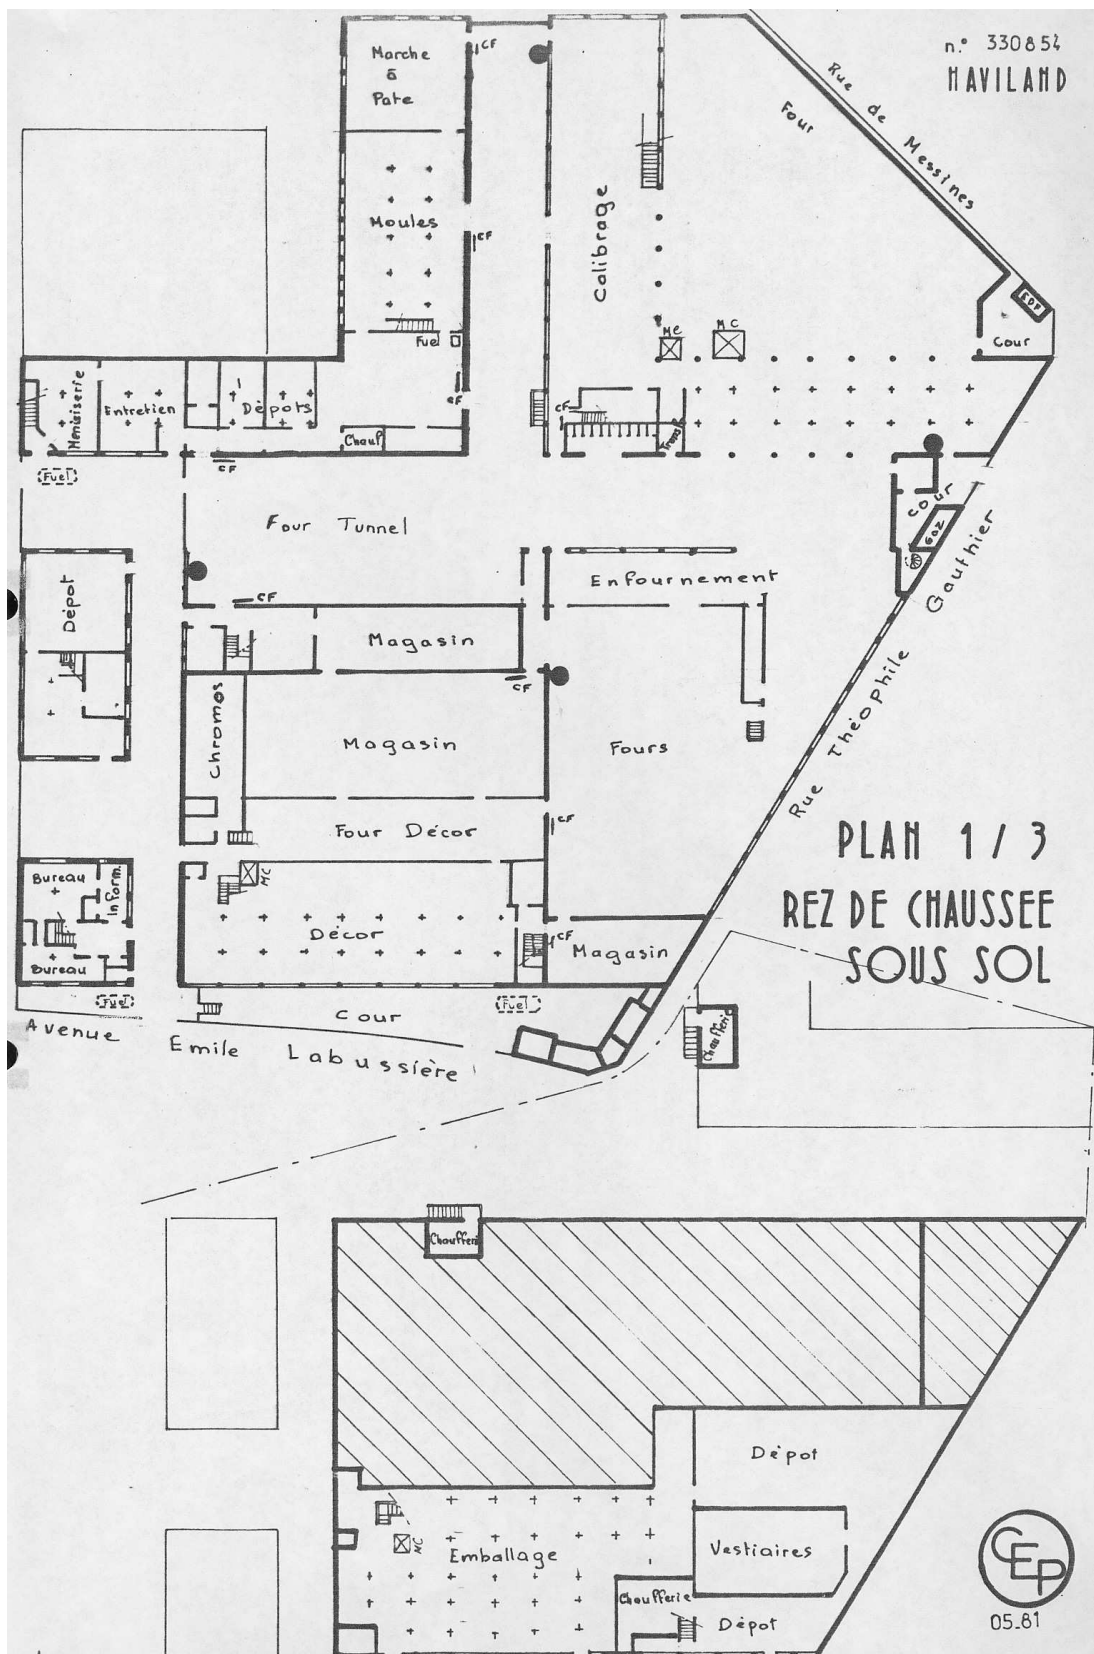 n.° 330854
HAVILAND
Rue de Messines
Four
Marche
à
Pate
CF
Moules
CF
Calibrage
Fuel
MC
MC
EDF
Cour
Menuiserie
Entretien
Dépots
CF
Chauf
CF
Transf
CF
Fuel
Four Tunnel
Cour
GAZ
Enfournement
Rue Théophile Gauthier
Dépot
CF
Magasin
CF
Chromos
Magasin
Fours
Four Décor
CF
PLAN 1 / 3
REZ DE CHAUSSEE
SOUS SOL
Bureau
Inform.
MC
Décor
CF
Magasin
Bureau
Fuel
Fuel
Cour
Avenue Emile Labussière
Chaufferie
Chaufferi
Dépot
MC
Emballage
Vestiaires
Chaufferie
Dépot
CEP
05.81